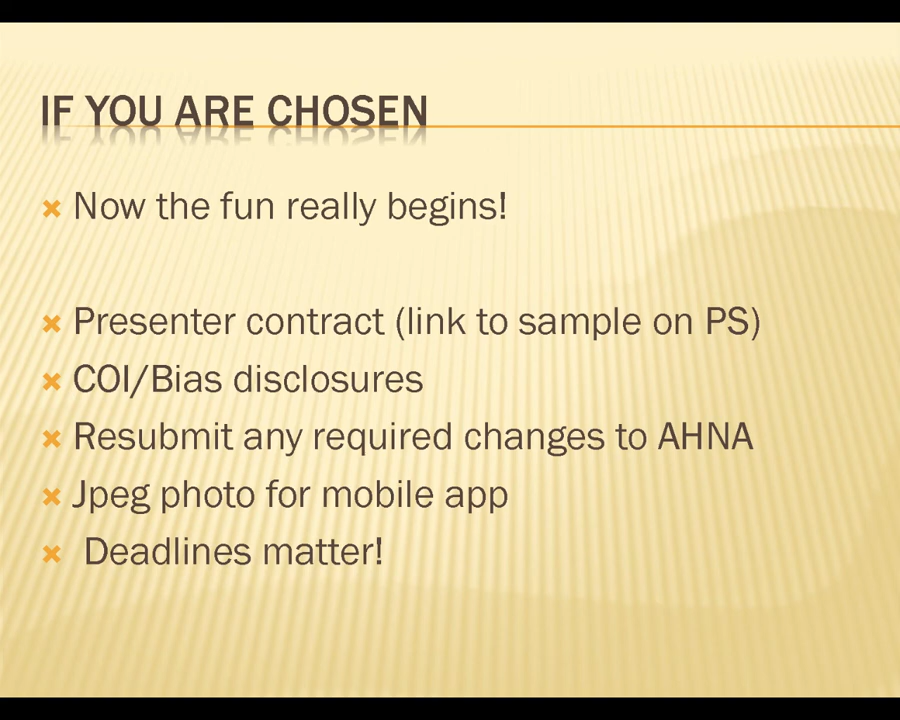 IF YOU ARE CHOSEN
Now the fun really begins!
Presenter contract (link to sample on PS)
COI/Bias disclosures
Resubmit any required changes to AHNA
Jpeg photo for mobile app
Deadlines matter!